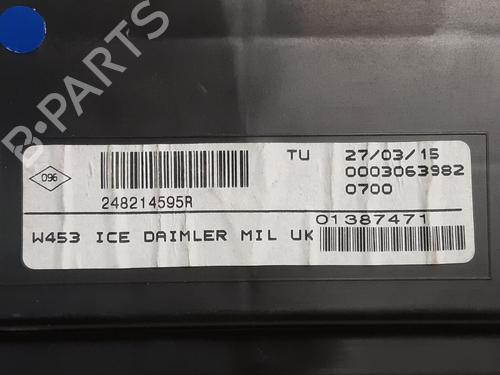 B-PARTS
096
TU 27/03/15
0003063982
248214595R 0700
01387471
W453 ICE DAIMLER MIL UK